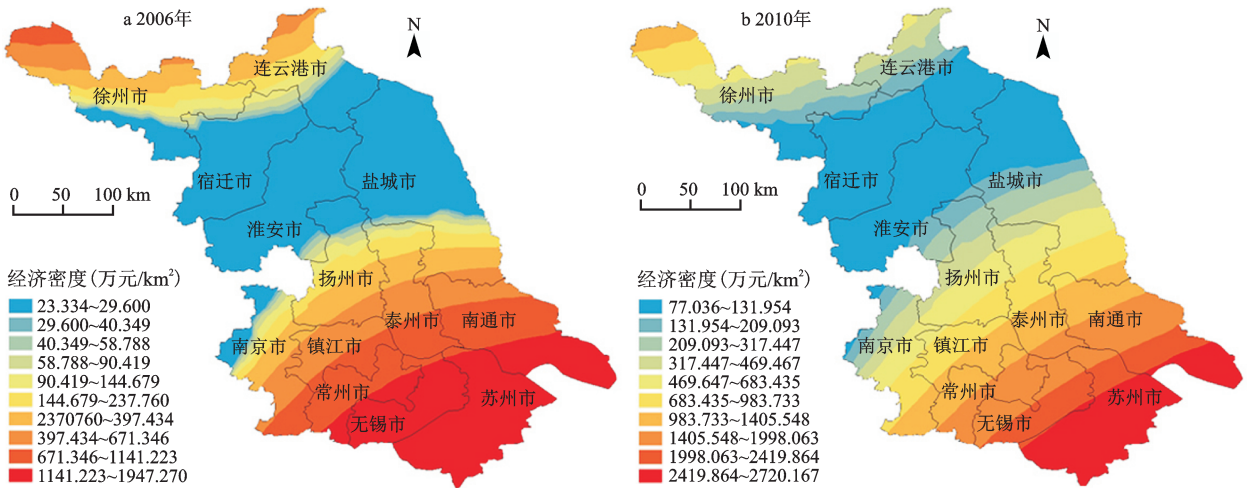 a 2006年
N
连云港市
徐州市
0 50 100 km
宿迁市
盐城市
淮安市
扬州市
泰州市
南通市
南京市
镇江市
常州市
苏州市
无锡市
经济密度(万元/km²)
23.334~29.600
29.600~40.349
40.349~58.788
58.788~90.419
90.419~144.679
144.679~237.760
2370760~397.434
397.434~671.346
671.346~1141.223
1141.223~1947.270
b 2010年
N
连云港市
徐州市
0 50 100 km
宿迁市
盐城市
淮安市
扬州市
泰州市
南通市
南京市
镇江市
常州市
苏州市
无锡市
经济密度(万元/km²)
77.036~131.954
131.954~209.093
209.093~317.447
317.447~469.467
469.647~683.435
683.435~983.733
983.733~1405.548
1405.548~1998.063
1998.063~2419.864
2419.864~2720.167